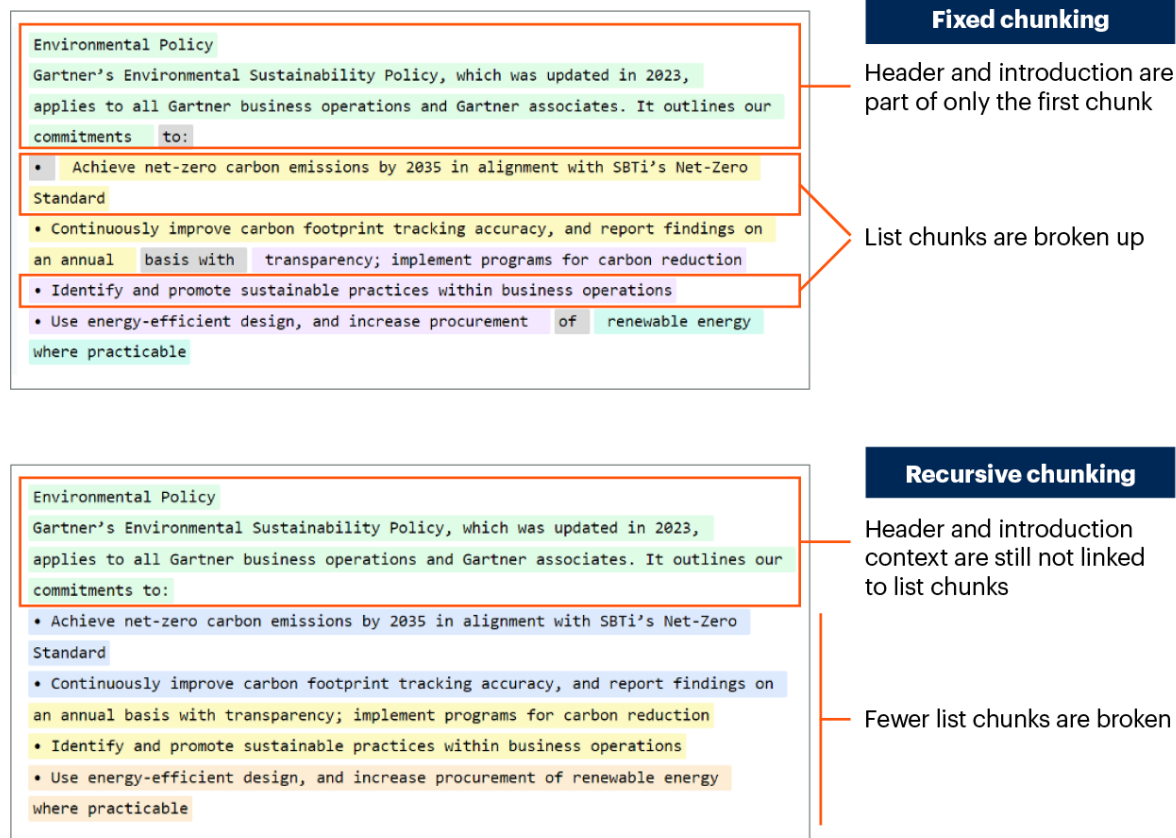 Fixed chunking
Environmental Policy
Gartner’s Environmental Sustainability Policy, which was updated in 2023,
applies to all Gartner business operations and Gartner associates. It outlines our
commitments to:
• Achieve net-zero carbon emissions by 2035 in alignment with SBTi’s Net-Zero
Standard
• Continuously improve carbon footprint tracking accuracy, and report findings on
an annual basis with transparency; implement programs for carbon reduction
• Identify and promote sustainable practices within business operations
• Use energy-efficient design, and increase procurement of renewable energy
where practicable
Header and introduction are
part of only the first chunk
List chunks are broken up
Recursive chunking
Environmental Policy
Gartner’s Environmental Sustainability Policy, which was updated in 2023,
applies to all Gartner business operations and Gartner associates. It outlines our
commitments to:
• Achieve net-zero carbon emissions by 2035 in alignment with SBTi’s Net-Zero
Standard
• Continuously improve carbon footprint tracking accuracy, and report findings on
an annual basis with transparency; implement programs for carbon reduction
• Identify and promote sustainable practices within business operations
• Use energy-efficient design, and increase procurement of renewable energy
where practicable
Header and introduction
context are still not linked
to list chunks
Fewer list chunks are broken